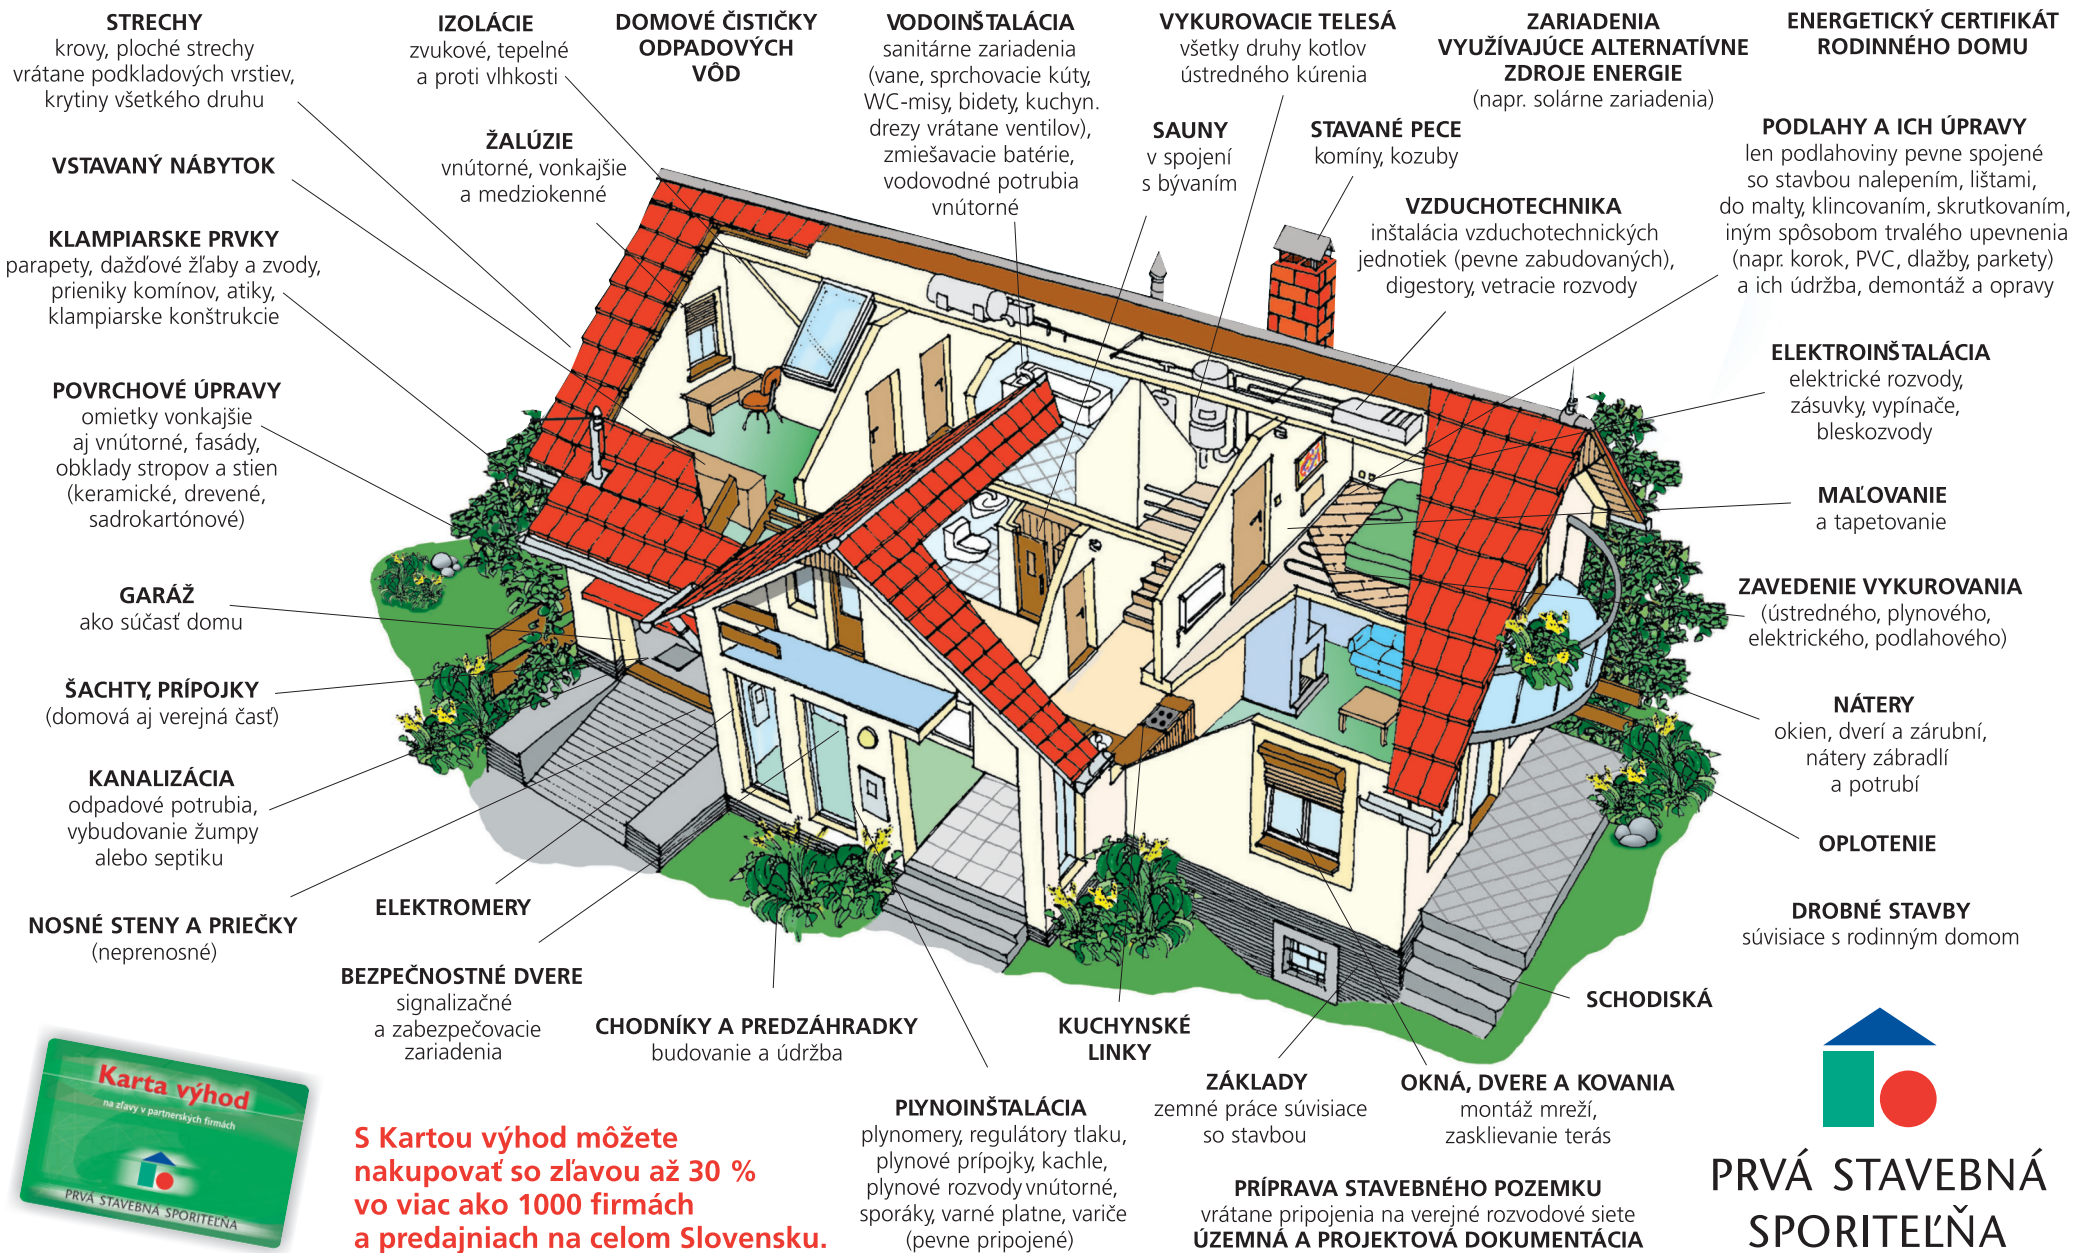 STRECHY
krovy, ploché strechy
vrátane podkladových vrstiev,
krytiny všetkého druhu
IZOLÁCIE
zvukové, tepelné
a proti vlhkosti
DOMOVÉ ČISTIČKY
ODPADOVÝCH
VÔD
VODOINŠTALÁCIA
sanitárne zariadenia
(vane, sprchovacie kúty,
WC-misy, bidety, kuchyn.
drezy vrátane ventilov),
zmiešavacie batérie,
vodovodné potrubia
vnútorné
VYKUROVACIE TELESÁ
všetky druhy kotlov
ústredného kúrenia
ZARIADENIA
VYUŽÍVAJÚCE ALTERNATÍVNE
ZDROJE ENERGIE
(napr. solárne zariadenia)
ENERGETICKÝ CERTIFIKÁT
RODINNÉHO DOMU
VSTAVANÝ NÁBYTOK
ŽALÚZIE
vnútorné, vonkajšie
a medziokenné
SAUNY
v spojení
s bývaním
STAVANÉ PECE
komíny, kozuby
PODLAHY A ICH ÚPRAVY
len podlahoviny pevne spojené
so stavbou nalepením, lištami,
do malty, klincovaním, skrutkovaním,
iným spôsobom trvalého upevnenia
(napr. korok, PVC, dlažby, parkety)
a ich údržba, demontáž a opravy
KLAMPIARSKE PRVKY
parapety, dažďové žľaby a zvody,
prieniky komínov, atiky,
klampiarske konštrukcie
VZDUCHOTECHNIKA
inštalácia vzduchotechnických
jednotiek (pevne zabudovaných),
digestory, vetracie rozvody
ELEKTROINŠTALÁCIA
elektrické rozvody,
zásuvky, vypínače,
bleskozvody
POVRCHOVÉ ÚPRAVY
omietky vonkajšie
aj vnútorné, fasády,
obklady stropov a stien
(keramické, drevené,
sadrokartónové)
MAĽOVANIE
a tapetovanie
GARÁŽ
ako súčasť domu
ZAVEDENIE VYKUROVANIA
(ústredného, plynového,
elektrického, podlahového)
ŠACHTY, PRÍPOJKY
(domová aj verejná časť)
NÁTERY
okien, dverí a zárubní,
nátery zábradlí
a potrubí
KANALIZÁCIA
odpadové potrubia,
vybudovanie žumpy
alebo septiku
OPLOTENIE
NOSNÉ STENY A PRIEČKY
(neprenosné)
ELEKTROMERY
DROBNÉ STAVBY
súvisiace s rodinným domom
BEZPEČNOSTNÉ DVERE
signalizačné
a zabezpečovacie
zariadenia
CHODNÍKY A PREDZÁHRADKY
budovanie a údržba
KUCHYNSKÉ
LINKY
SCHODISKÁ
ZÁKLADY
zemné práce súvisiace
so stavbou
OKNÁ, DVERE A KOVANIA
montáž mreží,
zasklievanie terás
PLYNOINŠTALÁCIA
plynomery, regulátory tlaku,
plynové prípojky, kachle,
plynové rozvody vnútorné,
sporáky, varné platne, variče
(pevne pripojené)
PRÍPRAVA STAVEBNÉHO POZEMKU
vrátane pripojenia na verejné rozvodové siete
ÚZEMNÁ A PROJEKTOVÁ DOKUMENTÁCIA
Karta výhod
na zľavy v partnerských firmách
PRVÁ STAVEBNÁ SPORITEĽŇA
S Kartou výhod môžete
nakupovať so zľavou až 30 %
vo viac ako 1000 firmách
a predajniach na celom Slovensku.
PRVÁ STAVEBNÁ
SPORITEĽŇA